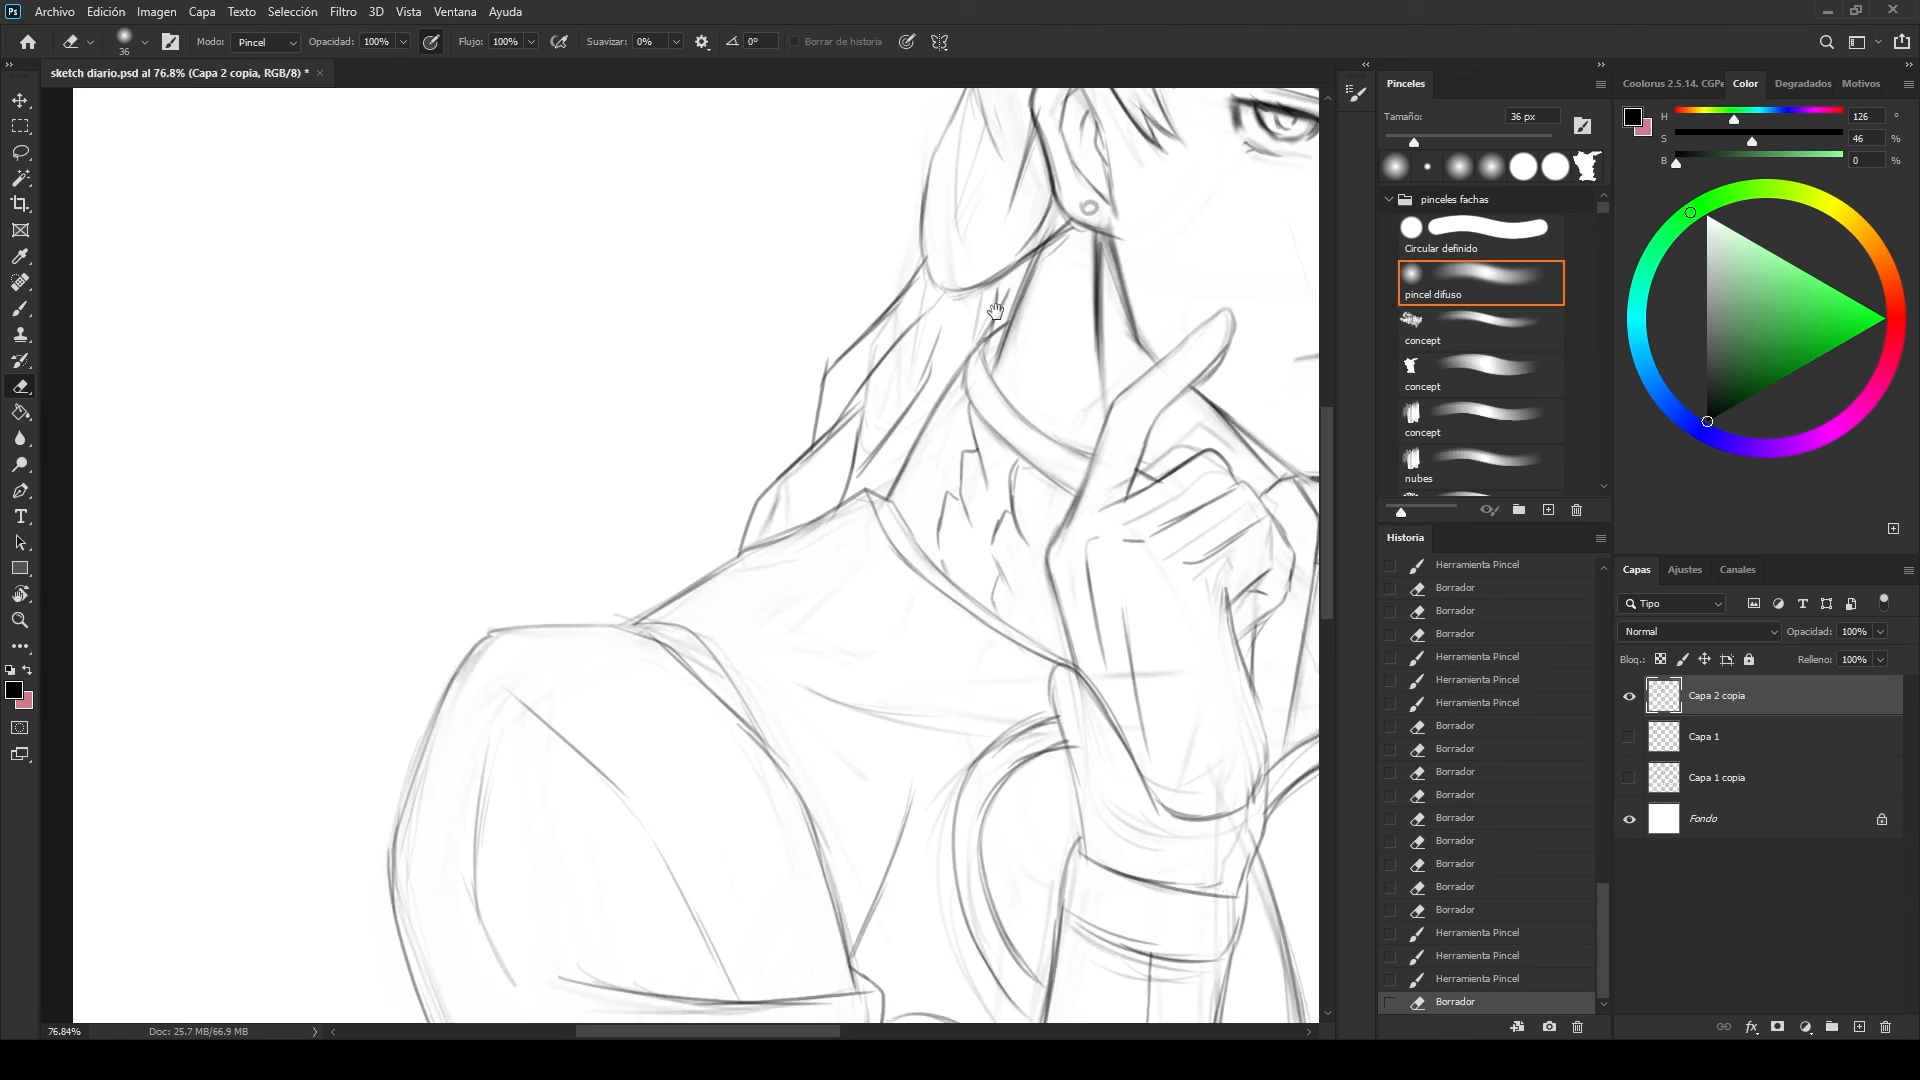 Ps Archivo Edición Imagen Capa Texto Selección Filtro 3D Vista Ventana Ayuda
36 Modo: Pincel Opacidad: 100% Flujo: 100% Suavizar: 0% 0° Borrar de historia
sketch diario.psd al 76.8% (Capa 2 copia, RGB/8) * ×
Pinceles
Tamaño: 36 px
pinceles fachas
Circular definido
pincel difuso
concept
concept
concept
nubes
Historia
Herramienta Pincel
Borrador
Borrador
Borrador
Herramienta Pincel
Herramienta Pincel
Herramienta Pincel
Borrador
Borrador
Borrador
Borrador
Borrador
Borrador
Borrador
Borrador
Borrador
Herramienta Pincel
Herramienta Pincel
Herramienta Pincel
Borrador
Coolorus 2.5.14. CGPe Color Degradados Motivos
H 126 °
S 46 %
B 0 %
Capas Ajustes Canales
Tipo
Normal Opacidad: 100%
Bloq.: Relleno: 100%
Capa 2 copia
Capa 1
Capa 1 copia
Fondo
fx
76.84% Doc: 25.7 MB/66.9 MB